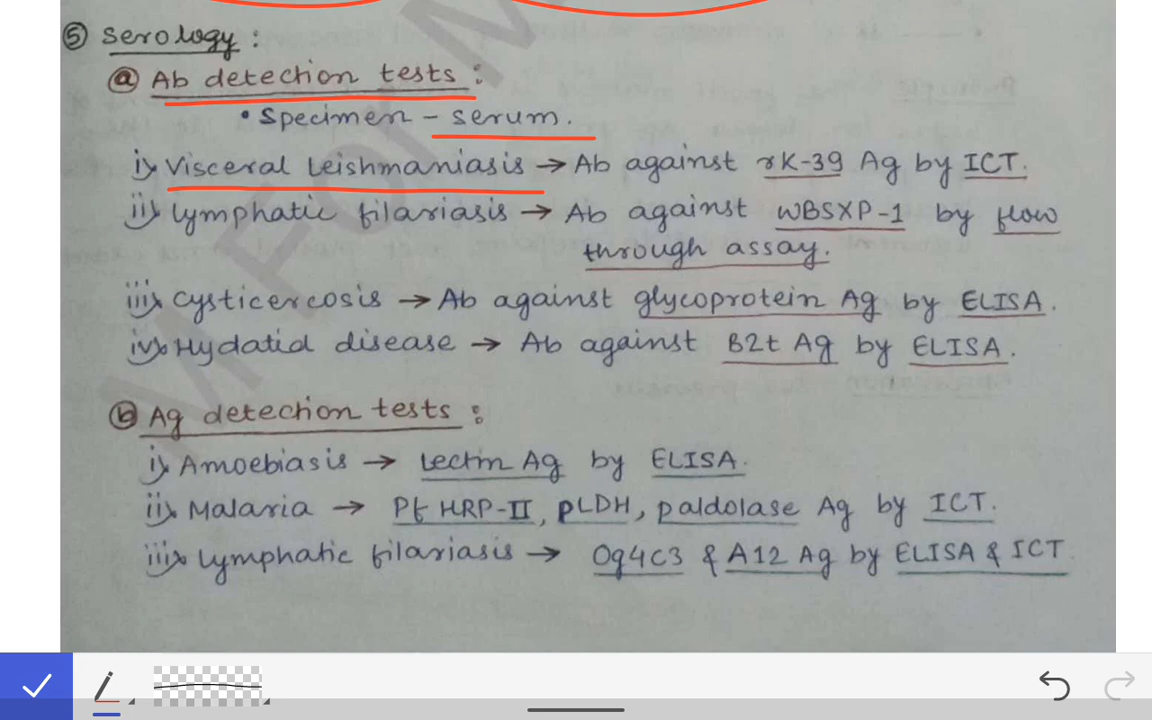 ⑤ Serology :
ⓐ Ab detection tests :
• Specimen - serum.
i) Visceral Leishmaniasis → Ab against rK-39 Ag by ICT.
ii) Lymphatic filariasis → Ab against WBSXP-1 by flow
through assay.
iii) Cysticercosis → Ab against glycoprotein Ag by ELISA.
iv) Hydatid disease → Ab against B2t Ag by ELISA.
ⓑ Ag detection tests :
i) Amoebiasis → Lectin Ag by ELISA.
ii) Malaria → Pf HRP-II, pLDH, paldolase Ag by ICT.
iii) Lymphatic filariasis → Og4C3 & A12 Ag by ELISA & ICT